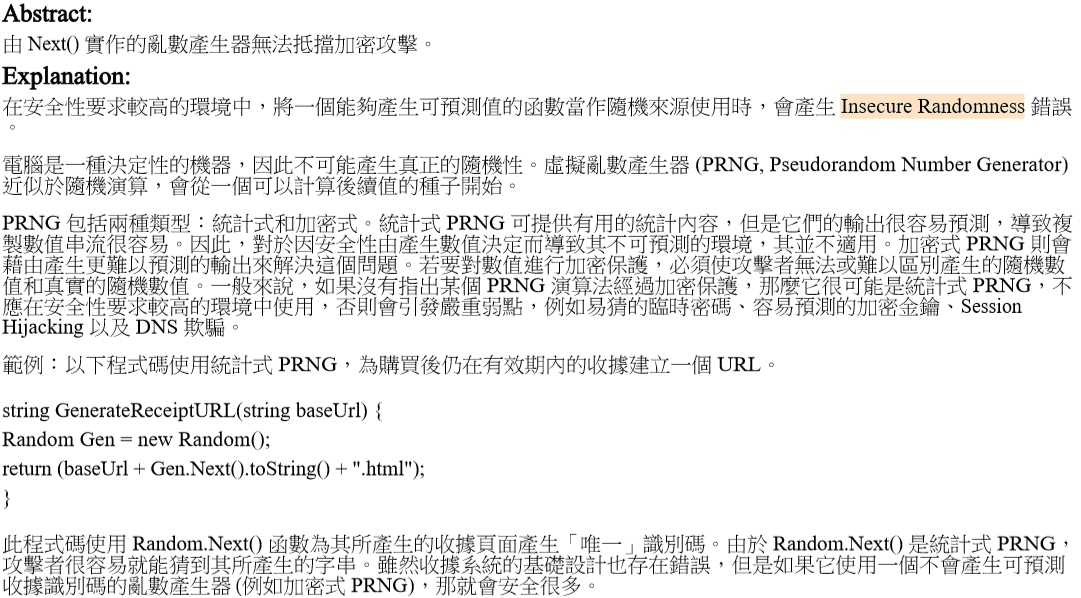 Abstract:
由 Next() 實作的亂數產生器無法抵擋加密攻擊。
Explanation:
在安全性要求較高的環境中，將一個能夠產生可預測值的函數當作隨機來源使用時，會產生 Insecure Randomness 錯誤
。
電腦是一種決定性的機器，因此不可能產生真正的隨機性。虛擬亂數產生器 (PRNG, Pseudorandom Number Generator)
近似於隨機演算，會從一個可以計算後續值的種子開始。
PRNG 包括兩種類型：統計式和加密式。統計式 PRNG 可提供有用的統計內容，但是它們的輸出很容易預測，導致複
製數值串流很容易。因此，對於因安全性由產生數值決定而導致其不可預測的環境，其並不適用。加密式 PRNG 則會
藉由產生更難以預測的輸出來解決這個問題。若要對數值進行加密保護，必須使攻擊者無法或難以區別產生的隨機數
值和真實的隨機數值。一般來說，如果沒有指出某個 PRNG 演算法經過加密保護，那麼它很可能是統計式 PRNG，不
應在安全性要求較高的環境中使用，否則會引發嚴重弱點，例如易猜的臨時密碼、容易預測的加密金鑰、Session
Hijacking 以及 DNS 欺騙。
範例：以下程式碼使用統計式 PRNG，為購買後仍在有效期內的收據建立一個 URL。
string GenerateReceiptURL(string baseUrl) {
Random Gen = new Random();
return (baseUrl + Gen.Next().toString() + ".html");
}
此程式碼使用 Random.Next() 函數為其所產生的收據頁面產生「唯一」識別碼。由於 Random.Next() 是統計式 PRNG，
攻擊者很容易就能猜到其所產生的字串。雖然收據系統的基礎設計也存在錯誤，但是如果它使用一個不會產生可預測
收據識別碼的亂數產生器 (例如加密式 PRNG)，那就會安全很多。